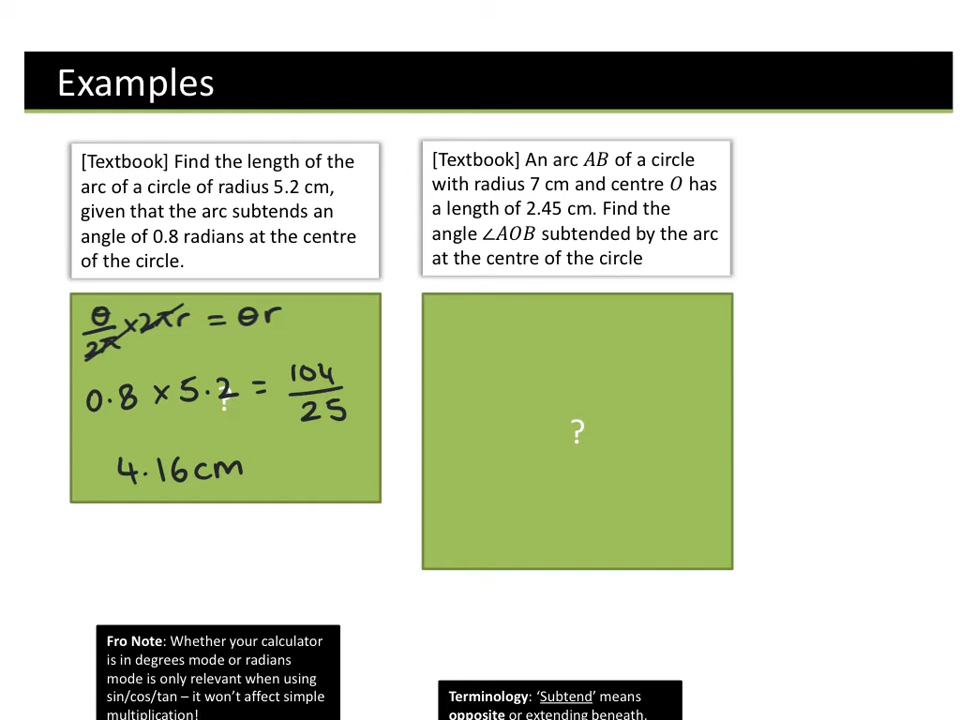 Examples
[Textbook] Find the length of the
arc of a circle of radius 5.2 cm,
given that the arc subtends an
angle of 0.8 radians at the centre
of the circle.
θ/2π × 2πr = θr
0.8 × 5.2 = 104/25
?
4.16cm
[Textbook] An arc AB of a circle
with radius 7 cm and centre O has
a length of 2.45 cm. Find the
angle ∠AOB subtended by the arc
at the centre of the circle
?
Fro Note: Whether your calculator
is in degrees mode or radians
mode is only relevant when using
sin/cos/tan – it won't affect simple
multiplication!
Terminology: 'Subtend' means
opposite or extending beneath.